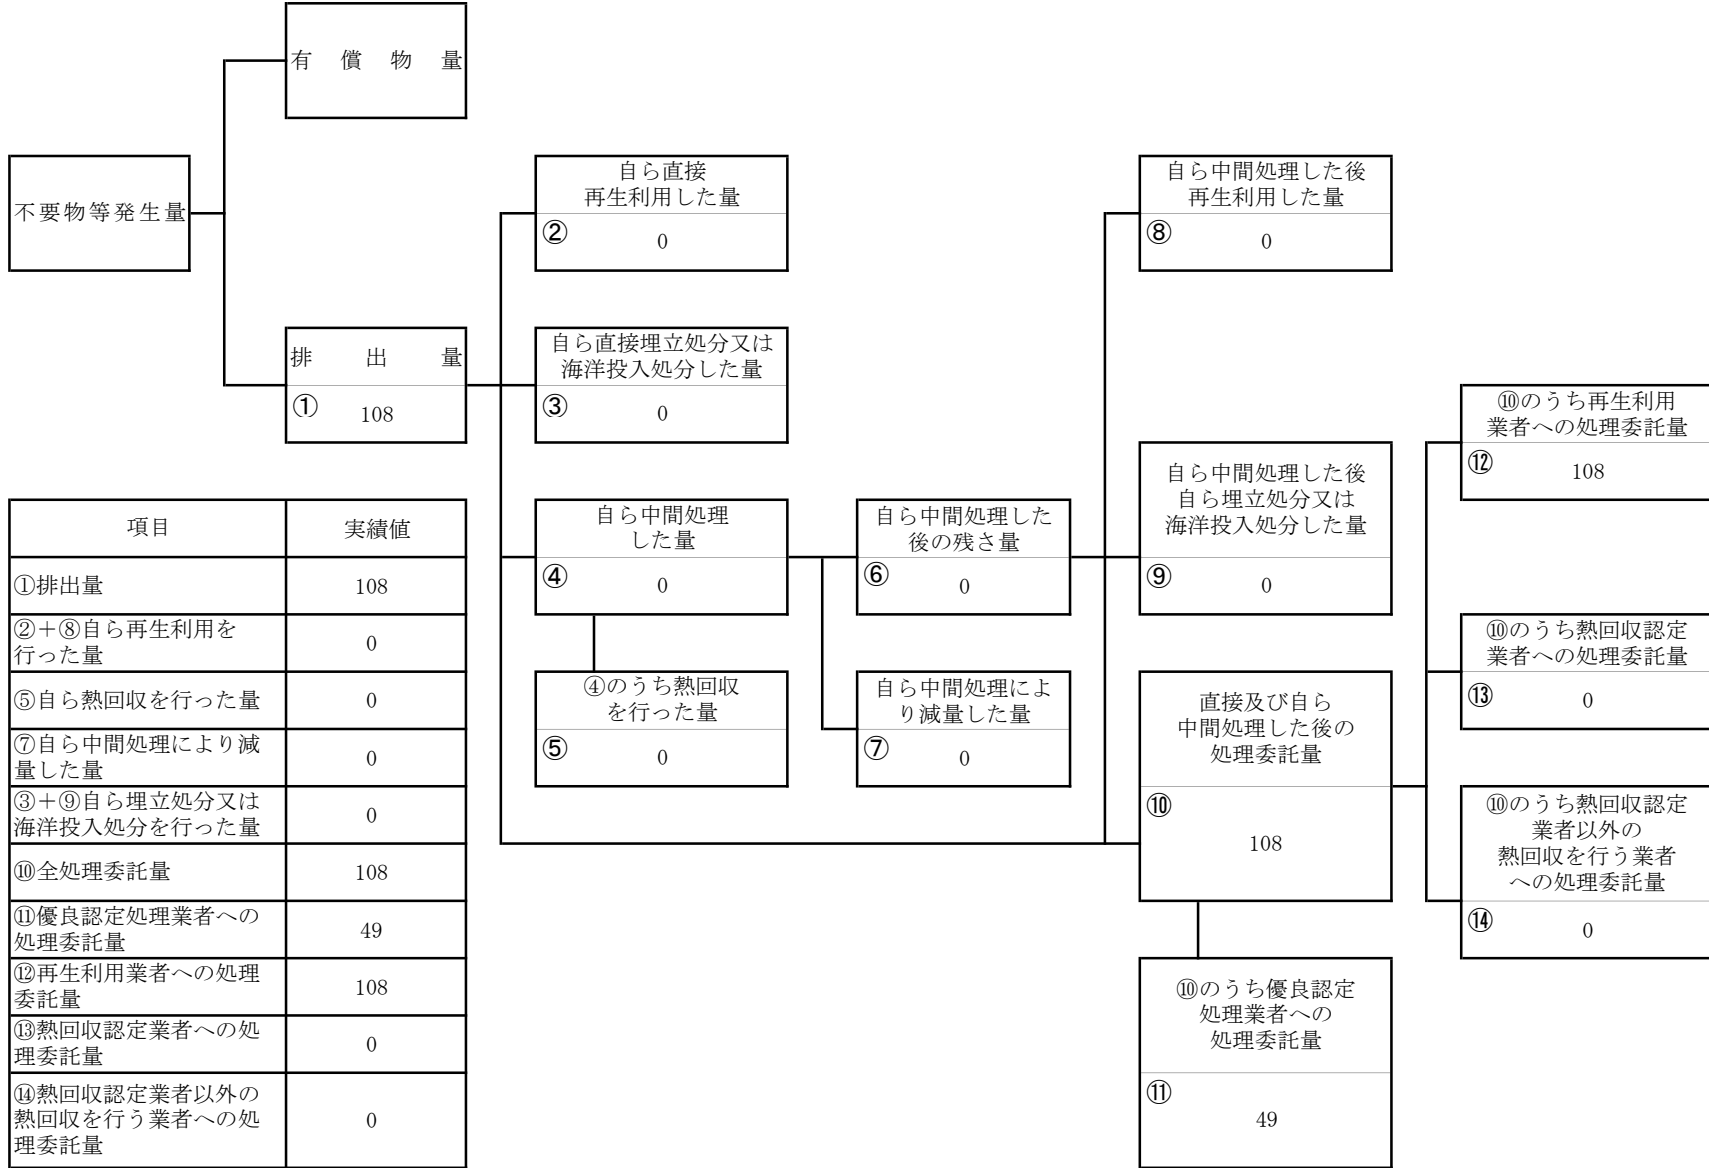 有償物量
不要物等発生量
排出量
①
108
自ら直接
再生利用した量
②
0
自ら直接埋立処分又は
海洋投入処分した量
③
0
自ら中間処理
した量
④
0
④のうち熱回収
を行った量
⑤
0
自ら中間処理した
後の残さ量
⑥
0
自ら中間処理によ
り減量した量
⑦
0
自ら中間処理した後
再生利用した量
⑧
0
自ら中間処理した後
自ら埋立処分又は
海洋投入処分した量
⑨
0
直接及び自ら
中間処理した後の
処理委託量
⑩
108
⑩のうち優良認定
処理業者への
処理委託量
⑪
49
⑩のうち再生利用
業者への処理委託量
⑫
108
⑩のうち熱回収認定
業者への処理委託量
⑬
0
⑩のうち熱回収認定
業者以外の
熱回収を行う業者
への処理委託量
⑭
0
項目 実績値
①排出量 108
②+⑧自ら再生利用を
行った量 0
⑤自ら熱回収を行った量 0
⑦自ら中間処理により減
量した量 0
③+⑨自ら埋立処分又は
海洋投入処分を行った量 0
⑩全処理委託量 108
⑪優良認定処理業者への
処理委託量 49
⑫再生利用業者への処理
委託量 108
⑬熱回収認定業者への処
理委託量 0
⑭熱回収認定業者以外の
熱回収を行う業者への処
理委託量 0